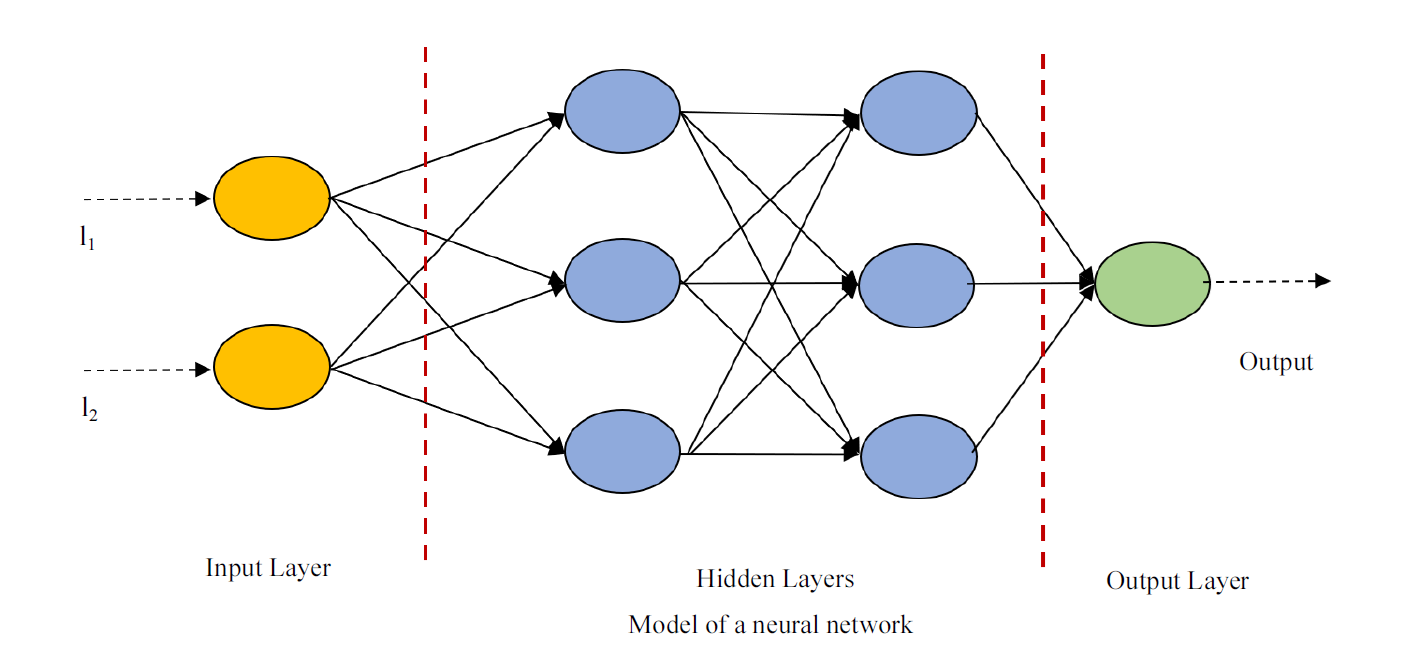 I₁
I₂
Output
Input Layer
Hidden Layers
Output Layer
Model of a neural network